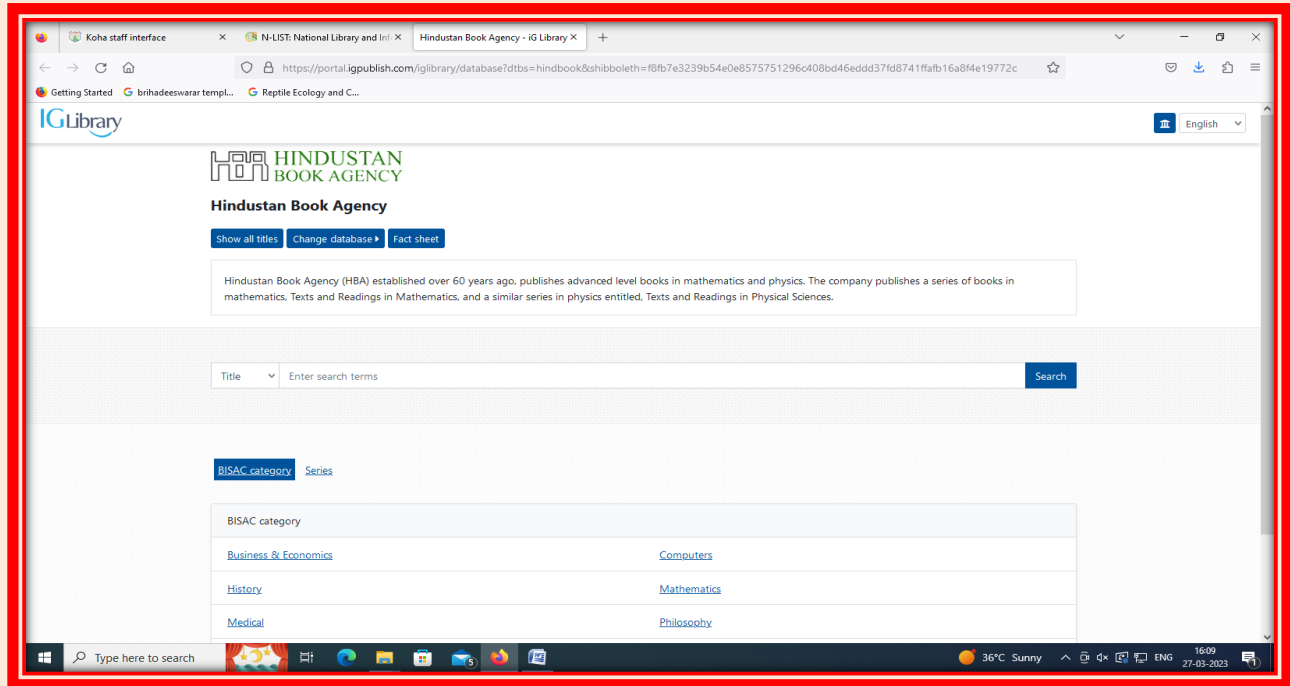 Koha staff interface
N-LIST: National Library and Inf
Hindustan Book Agency - iG Library
https://portal.igpublish.com/iglibrary/database?dtbs=hindbook&shibboleth=f8fb7e3239b54e0e8575751296c408bd46eddd37fd8741ffafb16a8f4e19772c
Getting Started brihadeeswarar templ... Reptile Ecology and C...
IGLibrary
English
HINDUSTAN
BOOK AGENCY
Hindustan Book Agency
Show all titles Change database Fact sheet
Hindustan Book Agency (HBA) established over 60 years ago, publishes advanced level books in mathematics and physics. The company publishes a series of books in
mathematics, Texts and Readings in Mathematics, and a similar series in physics entitled, Texts and Readings in Physical Sciences.
Title Enter search terms Search
BISAC category Series
BISAC category
Business & Economics Computers
History Mathematics
Medical Philosophy
Type here to search
5
36°C Sunny
ENG
16:09
27-03-2023
1